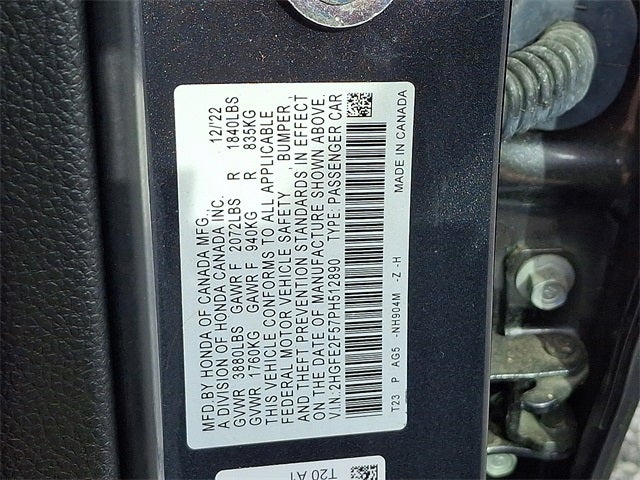 MFD.BY HONDA OF CANADA MFG.,
A DIVISION OF HONDA CANADA INC. 12/'22
GVWR 3880LBS GAWR F 2072LBS R 1840LBS
GVWR 1760KG GAWR F 940KG R 835KG
THIS VEHICLE CONFORMS TO ALL APPLICABLE
FEDERAL MOTOR VEHICLE SAFETY , BUMPER ,
AND THEFT PREVENTION STANDARDS IN EFFECT
ON THE DATE OF MANUFACTURE SHOWN ABOVE.
V.I.N.:2HGFE2F57PH512890 TYPE:PASSENGER CAR
T23 P AG5 -NH904M -Z -H MADE IN CANADA
T20 A1